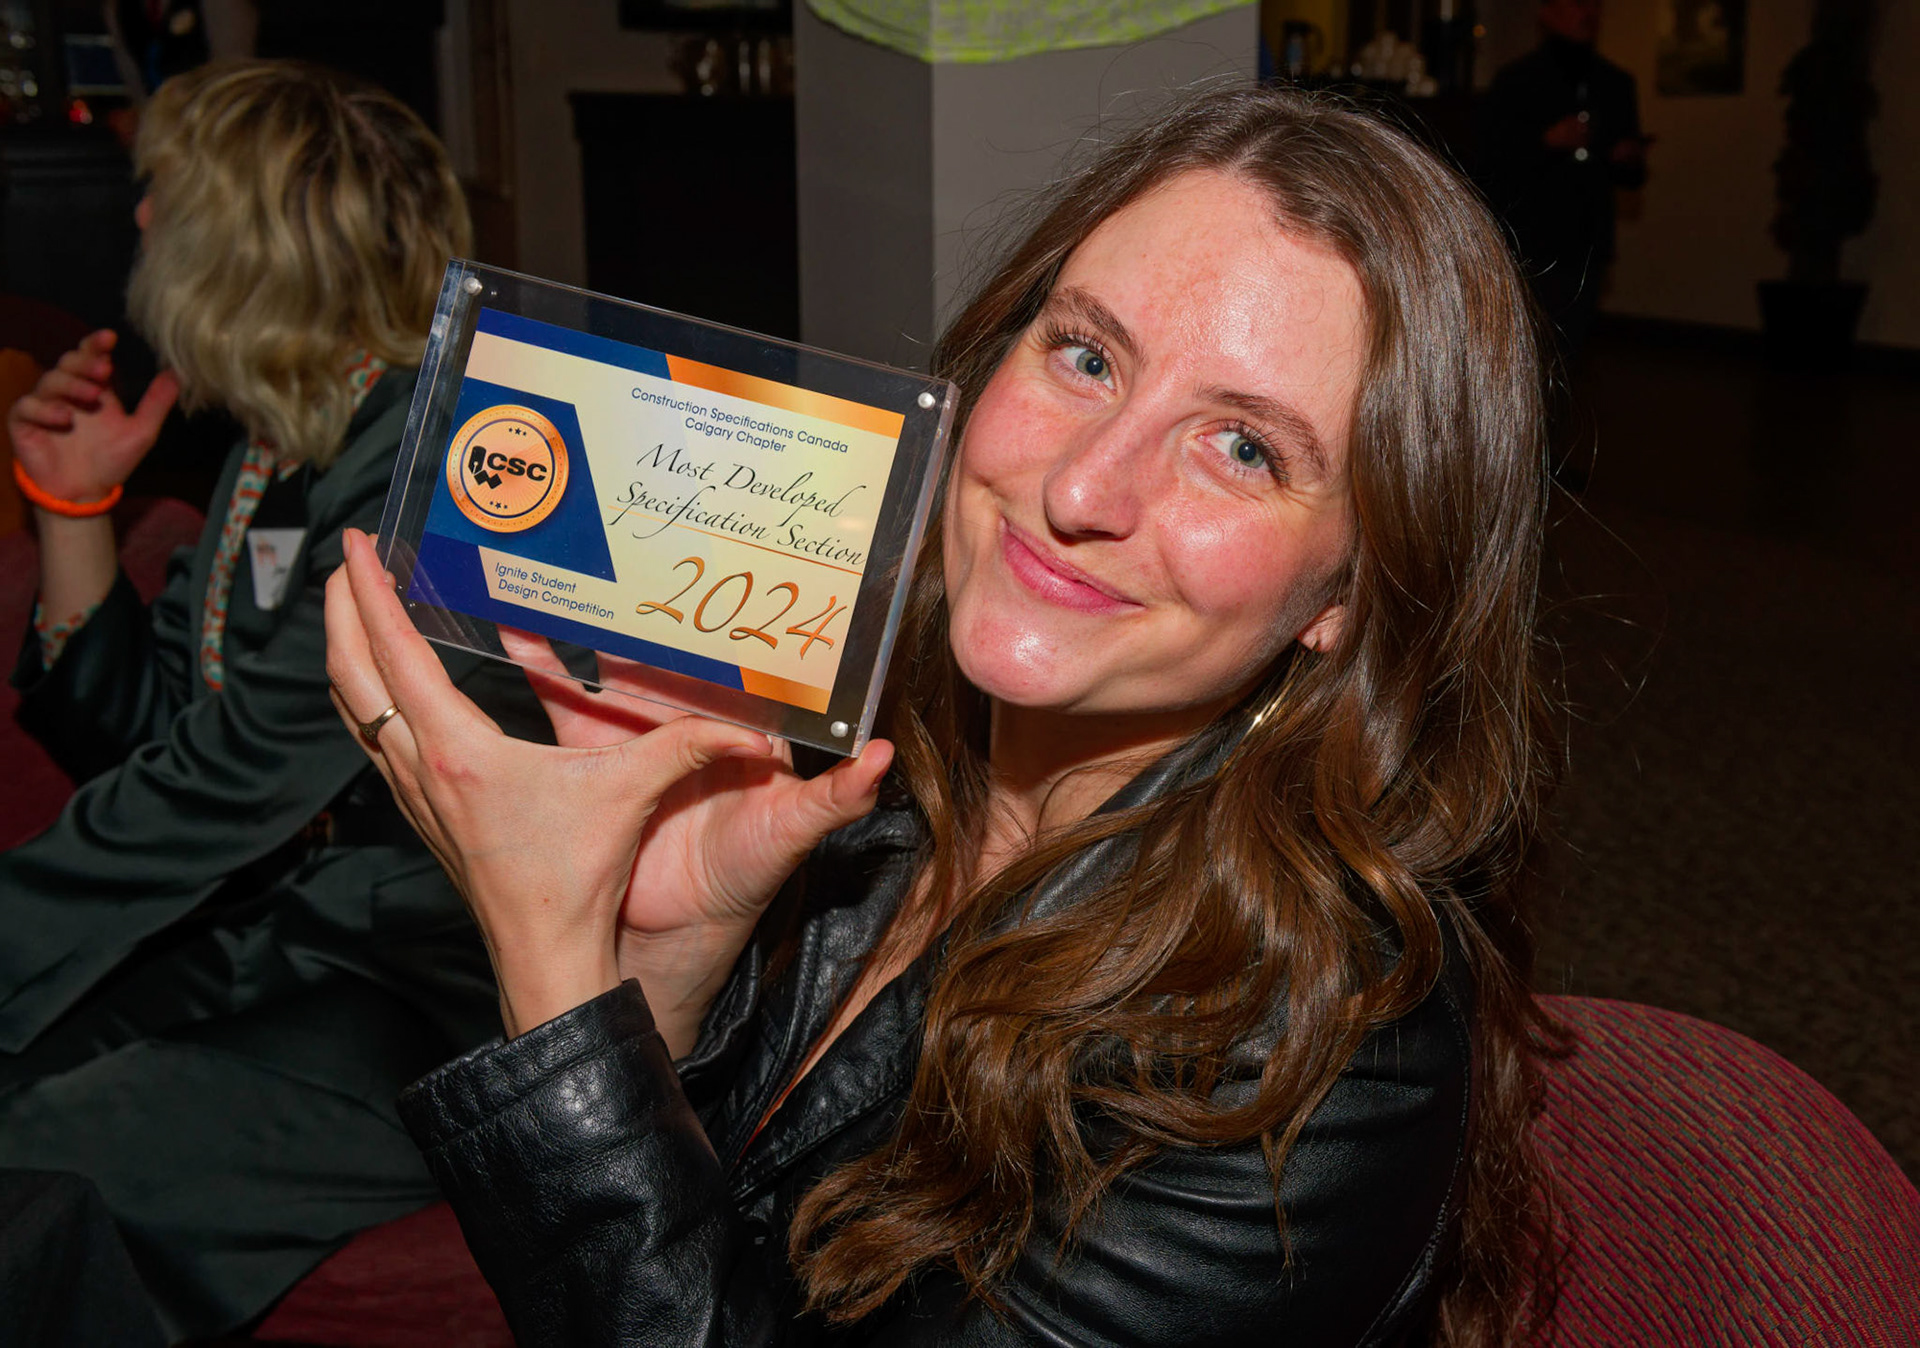 Construction Specifications Canada
Calgary Chapter
Most Developed
Specification Section
2024
CSC
Ignite Student
Design Competition